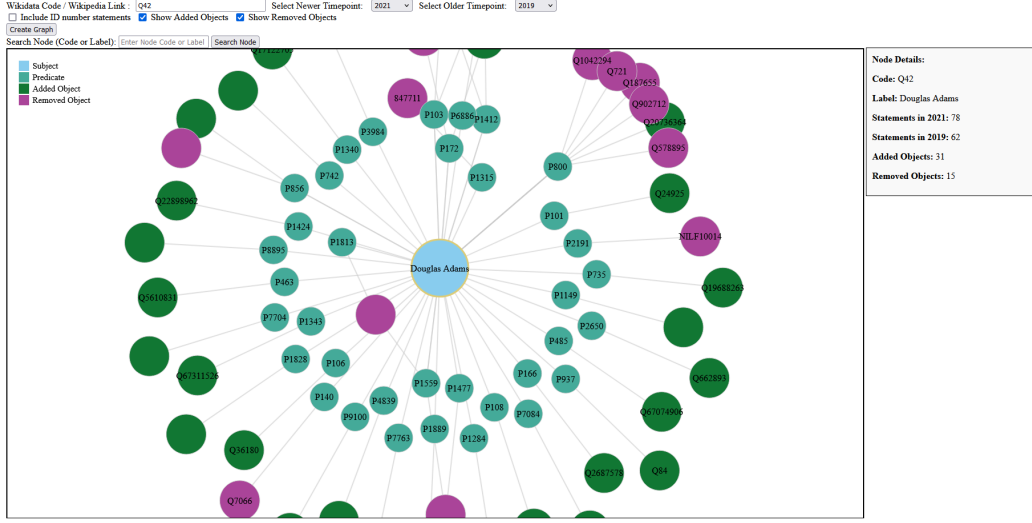 Wikidata Code / Wikipedia Link : Q42 Select Newer Timepoint: 2021 Select Older Timepoint: 2019
Include ID number statements Show Added Objects Show Removed Objects
Create Graph
Search Node (Code or Label): Enter Node Code or Label Search Node
Subject
Predicate
Added Object
Removed Object
Node Details:
Code: Q42
Label: Douglas Adams
Statements in 2021: 78
Statements in 2019: 62
Added Objects: 31
Removed Objects: 15
Q1042294
Q721
Q187655
847711
Q902712
P103
P6886
P1412
Q20736364
P3984
P1340
P172
Q578895
P800
P742
P1315
P856
Q24925
Q22898962
P101
P1424
NILF10014
P1813
P2191
P8895
Douglas Adams
P735
P463
Q19688263
Q5610831
P1149
P7704
P1343
P2650
P485
P1828
P106
Q67311526
P166
P937
Q662893
P1559
P1477
P140
P4839
P108
Q67074906
P9100
P7084
P1889
P7763
P1284
Q36180
Q2687578
Q84
Q7066